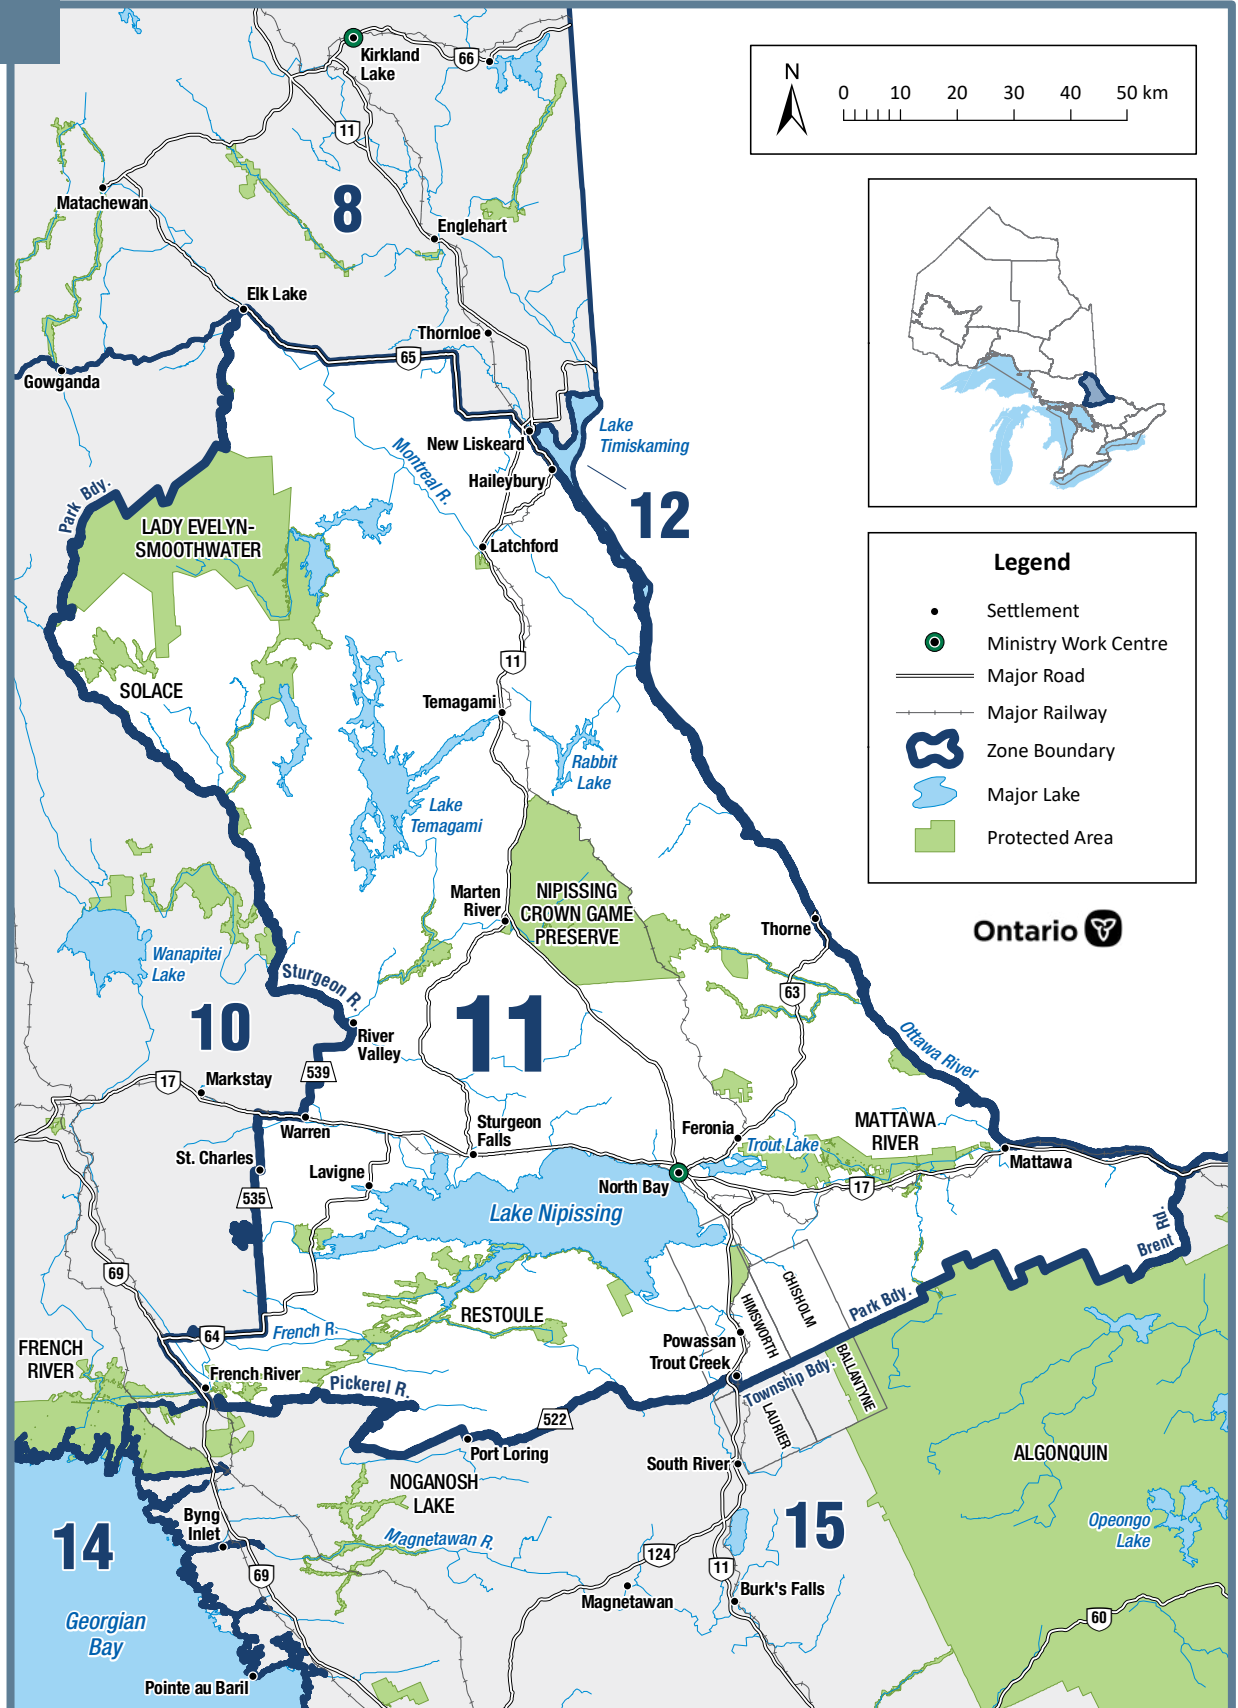 Kirkland
Lake
66
N
0 10 20 30 40 50 km
11
Matachewan
8
Englehart
Elk Lake
Thornloe
65
Gowganda
Lake
Timiskaming
New Liskeard
Montreal R.
Haileybury
Park Bdy.
12
LADY EVELYN-
SMOOTHWATER
Latchford
Legend
Settlement
Ministry Work Centre
Major Road
Major Railway
Zone Boundary
Major Lake
Protected Area
11
SOLACE
Temagami
Rabbit
Lake
Lake
Temagami
Marten
River
NIPISSING
CROWN GAME
PRESERVE
Thorne
Ontario
Wanapitei
Lake
Sturgeon R.
63
10
11
River
Valley
Ottawa River
539
17
Markstay
Warren
Sturgeon
Falls
Feronia
MATTAWA
RIVER
Trout Lake
St. Charles
Lavigne
Mattawa
North Bay
17
535
Lake Nipissing
Brent Rd.
69
CHISHOLM
HIMSWORTH
Park Bdy.
RESTOULE
64
French R.
Powassan
Trout Creek
BALLANTYNE
FRENCH
RIVER
French River
Pickerel R.
Township Bdy.
LAURIER
522
Port Loring
South River
ALGONQUIN
NOGANOSH
LAKE
Byng
Inlet
Magnetawan R.
15
Opeongo
Lake
14
124
11
69
Magnetawan
Burk's Falls
60
Georgian
Bay
Pointe au Baril